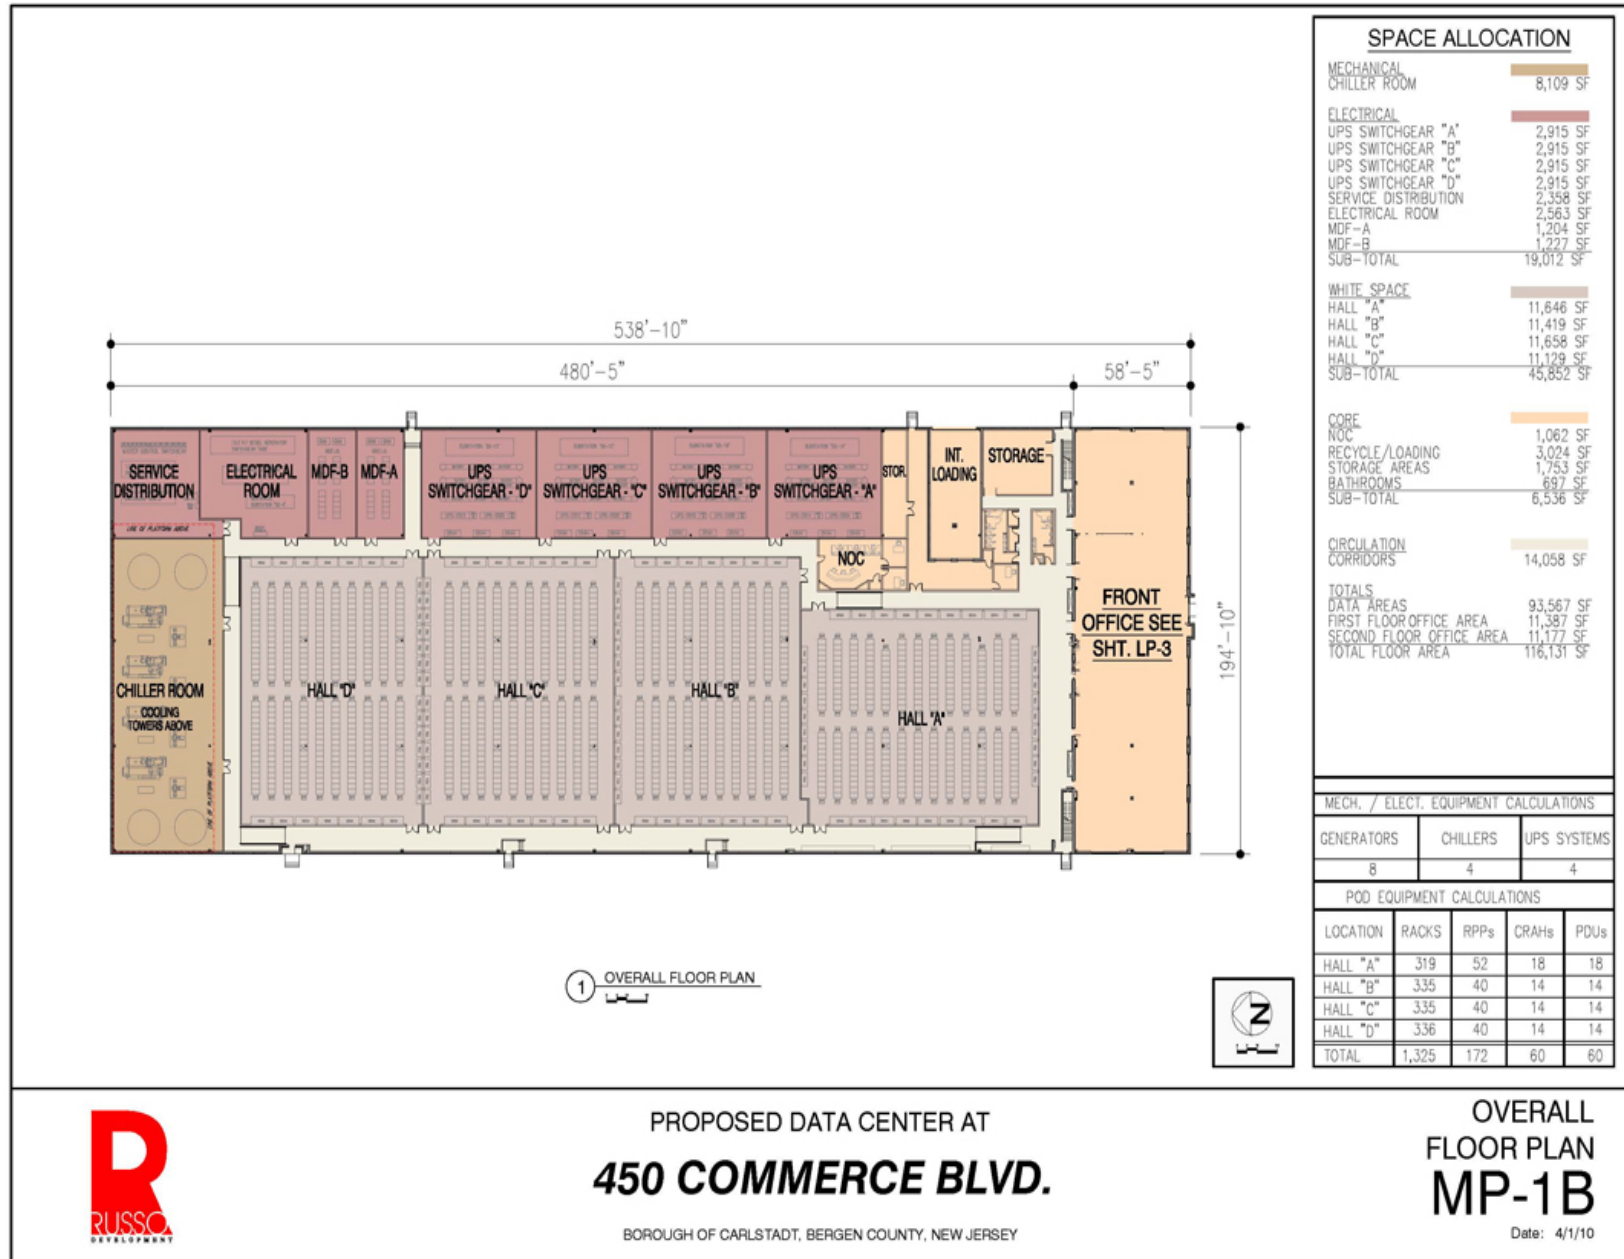 SPACE ALLOCATION
MECHANICAL
CHILLER ROOM 8,109 SF
ELECTRICAL
UPS SWITCHGEAR "A" 2,915 SF
UPS SWITCHGEAR "B" 2,915 SF
UPS SWITCHGEAR "C" 2,915 SF
UPS SWITCHGEAR "D" 2,915 SF
SERVICE DISTRIBUTION 2,358 SF
ELECTRICAL ROOM 2,563 SF
MDF-A 1,204 SF
MDF-B 1,227 SF
SUB-TOTAL 19,012 SF
WHITE SPACE
HALL "A" 11,646 SF
HALL "B" 11,419 SF
HALL "C" 11,658 SF
HALL "D" 11,129 SF
SUB-TOTAL 45,852 SF
CORE
NOC 1,062 SF
RECYCLE/LOADING 3,024 SF
STORAGE AREAS 1,753 SF
BATHROOMS 697 SF
SUB-TOTAL 6,536 SF
CIRCULATION
CORRIDORS 14,058 SF
TOTALS
DATA AREAS 93,567 SF
FIRST FLOOR OFFICE AREA 11,387 SF
SECOND FLOOR OFFICE AREA 11,177 SF
TOTAL FLOOR AREA 116,131 SF
MECH. / ELECT. EQUIPMENT CALCULATIONS
GENERATORS CHILLERS UPS SYSTEMS
8 4 4
POD EQUIPMENT CALCULATIONS
LOCATION RACKS RPPs CRAHs PDUs
HALL "A" 319 52 18 18
HALL "B" 335 40 14 14
HALL "C" 335 40 14 14
HALL "D" 336 40 14 14
TOTAL 1,325 172 60 60
538'-10"
480'-5" 58'-5"
194'-10"
SERVICE
DISTRIBUTION
ELECTRICAL
ROOM
MDF-B
MDF-A
UPS
SWITCHGEAR - "D"
UPS
SWITCHGEAR - "C"
UPS
SWITCHGEAR - "B"
UPS
SWITCHGEAR - "A"
STOR.
INT.
LOADING
STORAGE
LINE OF PLATFORM ABOVE
NOC
FRONT
OFFICE SEE
SHT. LP-3
CHILLER ROOM
COOLING
TOWERS ABOVE
LINE OF PLATFORM ABOVE
HALL "D"
HALL "C"
HALL "B"
HALL "A"
1 OVERALL FLOOR PLAN
N
R
RUSSO
DEVELOPMENT
PROPOSED DATA CENTER AT
450 COMMERCE BLVD.
BOROUGH OF CARLSTADT, BERGEN COUNTY, NEW JERSEY
OVERALL
FLOOR PLAN
MP-1B
Date: 4/1/10